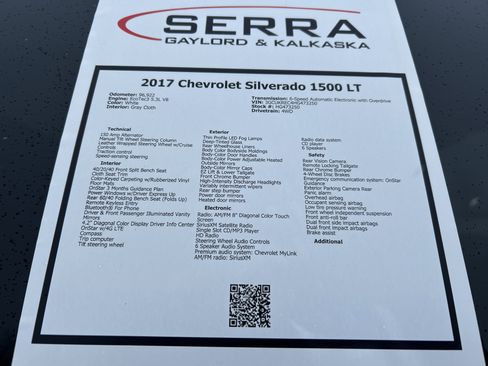 SERRA
GAYLORD & KALKASKA
2017 Chevrolet Silverado 1500 LT
Odometer: 96,922
Engine: EcoTec3 5.3L V8
Color: White
Interior: Gray Cloth
Transmission: 6-Speed Automatic Electronic with Overdrive
VIN: 3GCUKREC4HG473250
Stock #: HG473250
Drivetrain: 4WD
Technical
150 Amp Alternator
Manual Tilt Wheel Steering Column
Leather Wrapped Steering Wheel w/Cruise
Controls
Traction control
Speed-sensing steering
Interior
40/20/40 Front Split Bench Seat
Cloth Seat Trim
Color-Keyed Carpeting w/Rubberized Vinyl
Floor Mats
OnStar 3 Months Guidance Plan
Power Windows w/Driver Express Up
Rear 60/40 Folding Bench Seat (Folds Up)
Remote Keyless Entry
Bluetooth® For Phone
Driver & Front Passenger Illuminated Vanity
Mirrors
4.2" Diagonal Color Display Driver Info Center
OnStar w/4G LTE
Compass
Trip computer
Tilt steering wheel
Exterior
Thin Profile LED Fog Lamps
Deep-Tinted Glass
Rear Wheelhouse Liners
Body Color Bodyside Moldings
Body-Color Door Handles
Body-Color Power Adjustable Heated
Outside Mirrors
Body-Color Mirror Caps
EZ Lift & Lower Tailgate
Front Chrome Bumper
High-Intensity Discharge Headlights
Variably intermittent wipers
Rear step bumper
Power door mirrors
Heated door mirrors
Electronic
Radio: AM/FM 8" Diagonal Color Touch
Screen
SiriusXM Satellite Radio
Single Slot CD/MP3 Player
HD Radio
Steering Wheel Audio Controls
6 Speaker Audio System
Premium audio system: Chevrolet MyLink
AM/FM radio: SiriusXM
Radio data system
CD player
6 Speakers
Safety
Rear Vision Camera
Remote Locking Tailgate
Rear Chrome Bumper
4-Wheel Disc Brakes
Emergency communication system: OnStar
Guidance
Exterior Parking Camera Rear
Panic alarm
Overhead airbag
Occupant sensing airbag
Low tire pressure warning
Front wheel independent suspension
Front anti-roll bar
Dual front side impact airbags
Dual front impact airbags
Brake assist
Additional